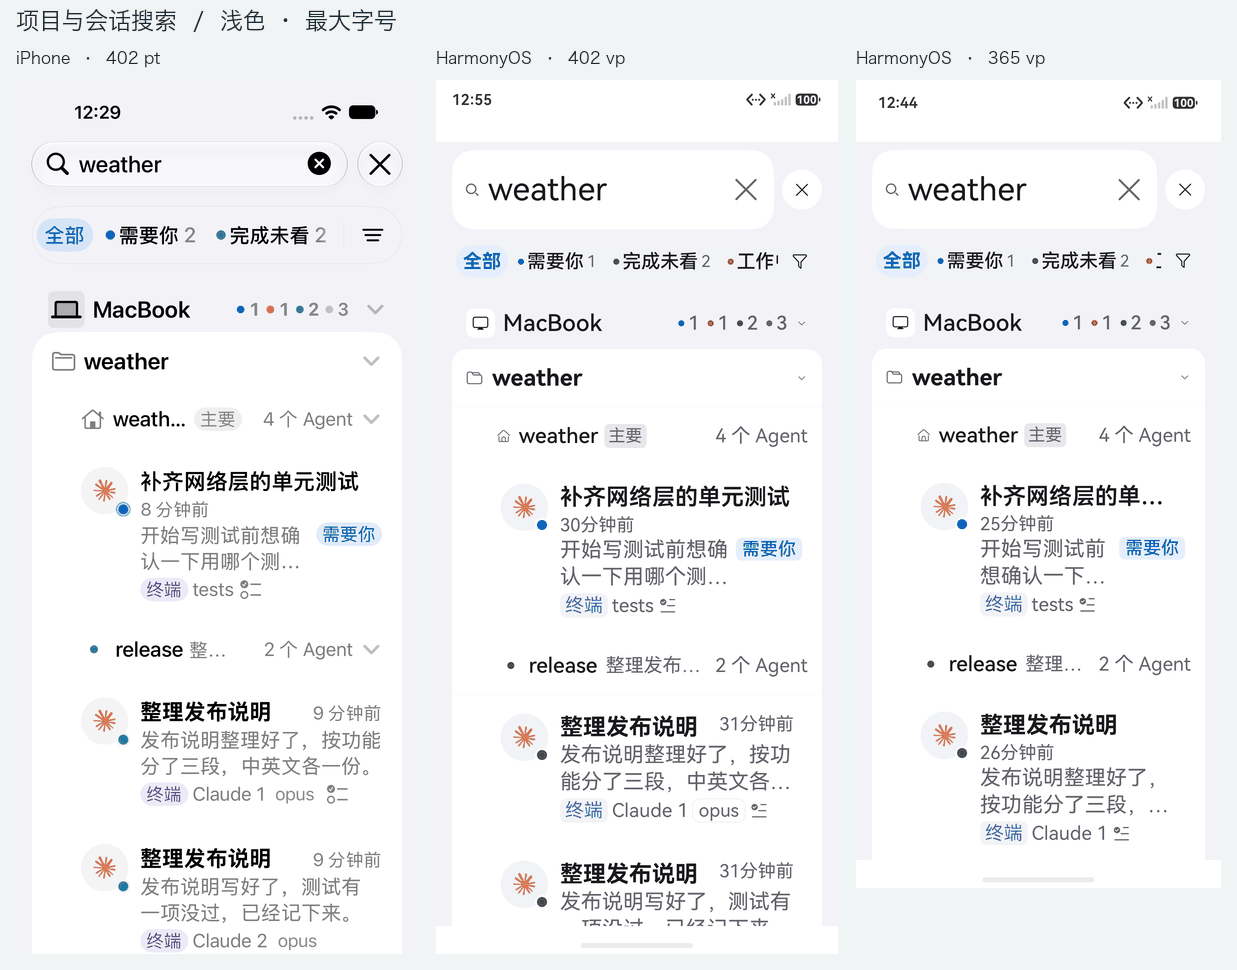 项目与会话搜索 / 浅色 · 最大字号
iPhone · 402 pt
12:29
weather
全部 需要你 2 完成未看 2
MacBook 1 1 2 3
weather
weath... 主要 4 个 Agent
补齐网络层的单元测试
8 分钟前
开始写测试前想确 需要你
认一下用哪个测...
终端 tests
release 整... 2 个 Agent
整理发布说明 9 分钟前
发布说明整理好了，按功能
分了三段，中英文各一份。
终端 Claude 1 opus
整理发布说明 9 分钟前
发布说明写好了，测试有
一项没过，已经记下来。
终端 Claude 2 opus
HarmonyOS · 402 vp
12:55 100
weather
全部 需要你 1 完成未看 2 工作
MacBook 1 1 2 3
weather
weather 主要 4 个 Agent
补齐网络层的单元测试
30分钟前
开始写测试前想确 需要你
认一下用哪个测...
终端 tests
release 整理发布... 2 个 Agent
整理发布说明 31分钟前
发布说明整理好了，按功
能分了三段，中英文各...
终端 Claude 1 opus
整理发布说明 31分钟前
发布说明写好了，测试有
一项没过，已经记下来
HarmonyOS · 365 vp
12:44 100
weather
全部 需要你 1 完成未看 2
MacBook 1 1 2 3
weather
weather 主要 4 个 Agent
补齐网络层的单...
25分钟前
开始写测试前 需要你
想确认一下...
终端 tests
release 整理... 2 个 Agent
整理发布说明
26分钟前
发布说明整理好了，
按功能分了三段，...
终端 Claude 1